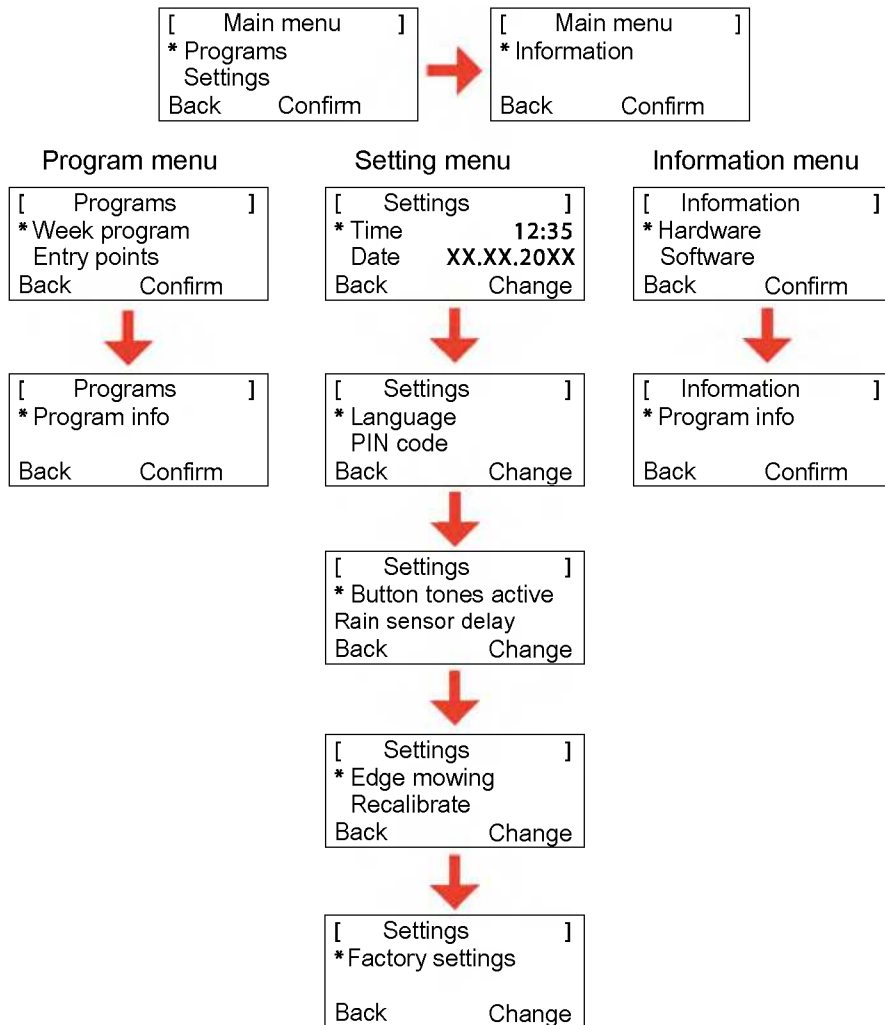 [ Main menu ]
* Programs
Settings
Back Confirm
[ Main menu ]
* Information
Back Confirm
Program menu
[ Programs ]
* Week program
Entry points
Back Confirm
[ Programs ]
* Program info
Back Confirm
Setting menu
[ Settings ]
* Time 12:35
Date XX.XX.20XX
Back Change
[ Settings ]
* Language
PIN code
Back Change
[ Settings ]
* Button tones active
Rain sensor delay
Back Change
[ Settings ]
* Edge mowing
Recalibrate
Back Change
[ Settings ]
*Factory settings
Back Change
Information menu
[ Information ]
* Hardware
Software
Back Confirm
[ Information ]
* Program info
Back Confirm